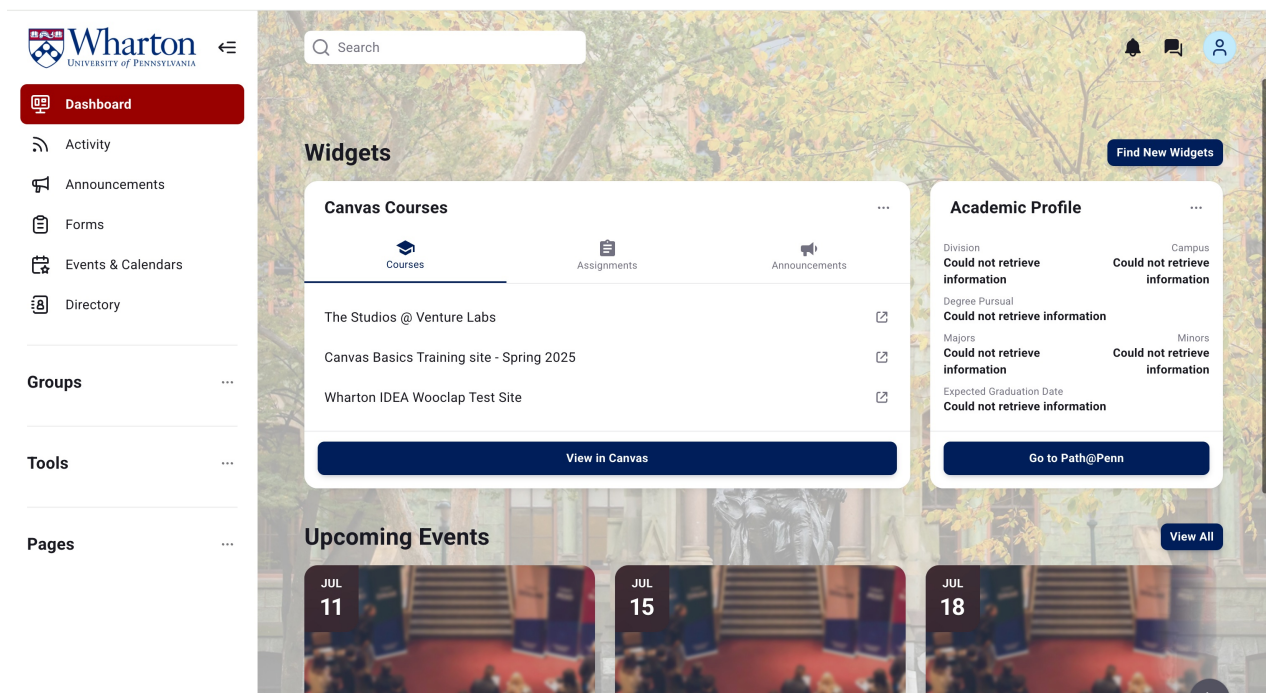 Wharton
UNIVERSITY of PENNSYLVANIA
Dashboard
Activity
Announcements
Forms
Events & Calendars
Directory
Groups
Tools
Pages
Search
Widgets
Find New Widgets
Canvas Courses
Courses
Assignments
Announcements
The Studios @ Venture Labs
Canvas Basics Training site - Spring 2025
Wharton IDEA Wooclap Test Site
View in Canvas
Academic Profile
Division
Could not retrieve
information
Campus
Could not retrieve
information
Degree Pursual
Could not retrieve information
Majors
Could not retrieve
information
Minors
Could not retrieve
information
Expected Graduation Date
Could not retrieve information
Go to Path@Penn
Upcoming Events
View All
JUL
11
JUL
15
JUL
18